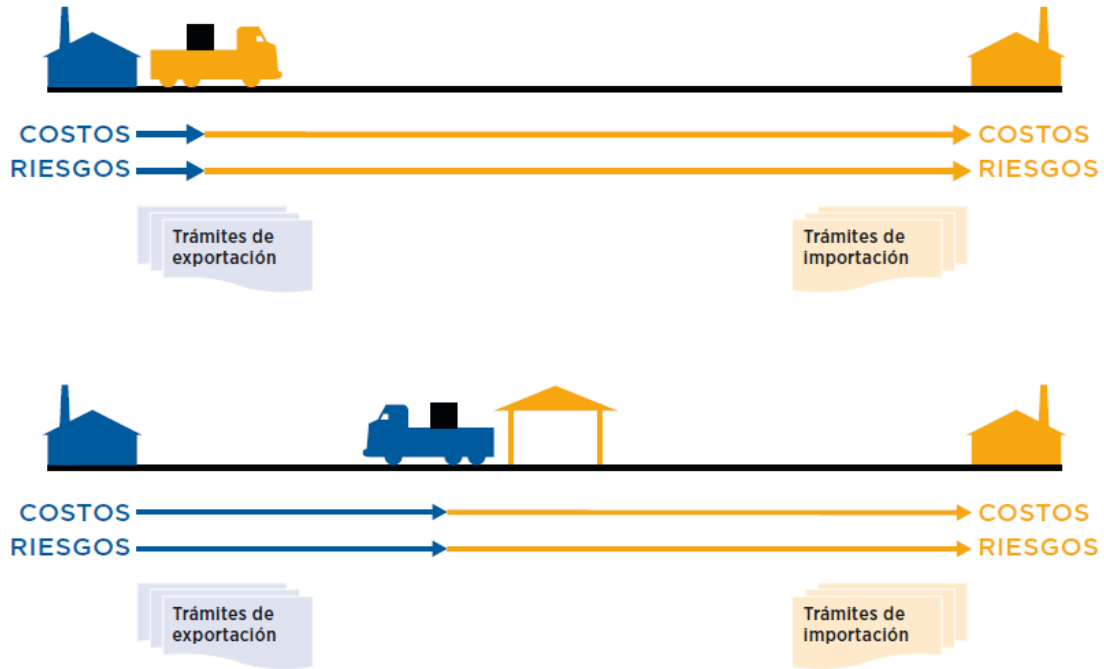 COSTOS COSTOS
RIESGOS RIESGOS
Trámites de
exportación
Trámites de
importación
COSTOS COSTOS
RIESGOS RIESGOS
Trámites de
exportación
Trámites de
importación